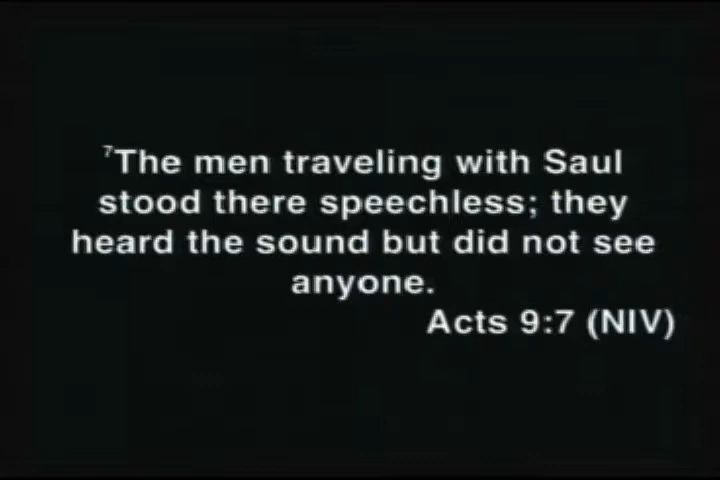 ⁷The men traveling with Saul
stood there speechless; they
heard the sound but did not see
anyone.
Acts 9:7 (NIV)